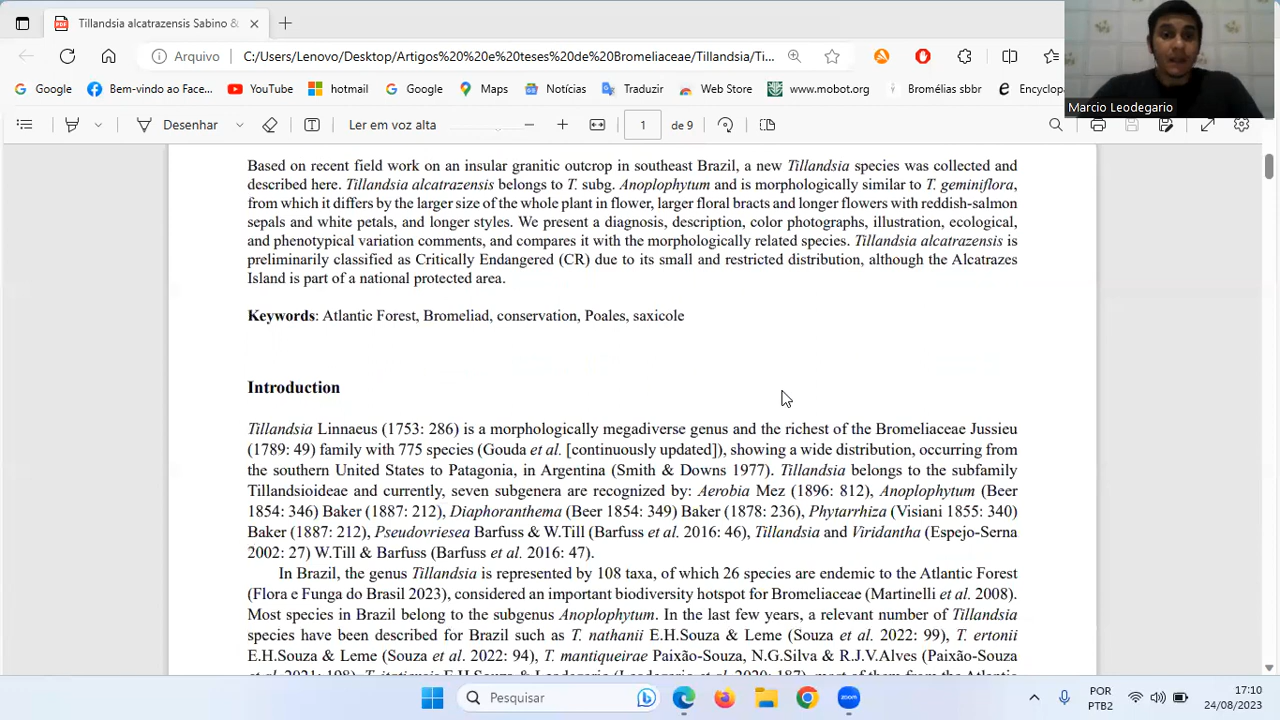 Tillandsia alcatrazensis Sabino &
Arquivo C:/Users/Lenovo/Desktop/Artigos%20%20e%20teses%20de%20Bromeliaceae/Tillandsia/Ti...
Google Bem-vindo ao Face... YouTube hotmail Google Maps Notícias Traduzir Web Store www.mobot.org Bromélias sbbr Encyclop
Marcio Leodegario
Desenhar Ler em voz alta 1 de 9
Based on recent field work on an insular granitic outcrop in southeast Brazil, a new Tillandsia species was collected and
described here. Tillandsia alcatrazensis belongs to T. subg. Anoplophytum and is morphologically similar to T. geminiflora,
from which it differs by the larger size of the whole plant in flower, larger floral bracts and longer flowers with reddish-salmon
sepals and white petals, and longer styles. We present a diagnosis, description, color photographs, illustration, ecological,
and phenotypical variation comments, and compares it with the morphologically related species. Tillandsia alcatrazensis is
preliminarily classified as Critically Endangered (CR) due to its small and restricted distribution, although the Alcatrazes
Island is part of a national protected area.
Keywords: Atlantic Forest, Bromeliad, conservation, Poales, saxicole
Introduction
Tillandsia Linnaeus (1753: 286) is a morphologically megadiverse genus and the richest of the Bromeliaceae Jussieu
(1789: 49) family with 775 species (Gouda et al. [continuously updated]), showing a wide distribution, occurring from
the southern United States to Patagonia, in Argentina (Smith & Downs 1977). Tillandsia belongs to the subfamily
Tillandsioideae and currently, seven subgenera are recognized by: Aerobia Mez (1896: 812), Anoplophytum (Beer
1854: 346) Baker (1887: 212), Diaphoranthema (Beer 1854: 349) Baker (1878: 236), Phytarrhiza (Visiani 1855: 340)
Baker (1887: 212), Pseudovriesea Barfuss & W.Till (Barfuss et al. 2016: 46), Tillandsia and Viridantha (Espejo-Serna
2002: 27) W.Till & Barfuss (Barfuss et al. 2016: 47).
In Brazil, the genus Tillandsia is represented by 108 taxa, of which 26 species are endemic to the Atlantic Forest
(Flora e Funga do Brasil 2023), considered an important biodiversity hotspot for Bromeliaceae (Martinelli et al. 2008).
Most species in Brazil belong to the subgenus Anoplophytum. In the last few years, a relevant number of Tillandsia
species have been described for Brazil such as T. nathanii E.H.Souza & Leme (Souza et al. 2022: 99), T. ertonii
E.H.Souza & Leme (Souza et al. 2022: 94), T. mantiqueirae Paixão-Souza, N.G.Silva & R.J.V.Alves (Paixão-Souza
Pesquisar zoom POR 17:10
PTB2 24/08/2023